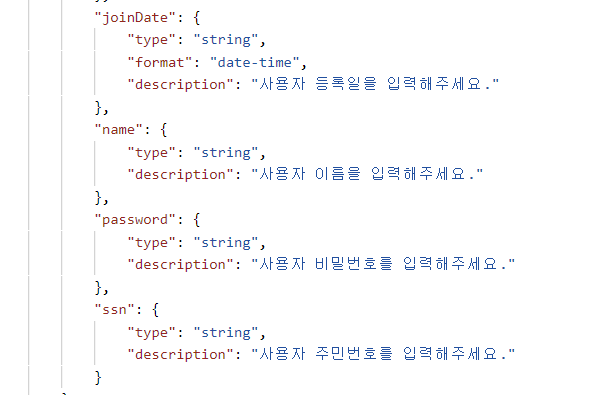 "joinDate": {
"type": "string",
"format": "date-time",
"description": "사용자 등록일을 입력해주세요."
},
"name": {
"type": "string",
"description": "사용자 이름을 입력해주세요."
},
"password": {
"type": "string",
"description": "사용자 비밀번호를 입력해주세요."
},
"ssn": {
"type": "string",
"description": "사용자 주민번호를 입력해주세요."
}